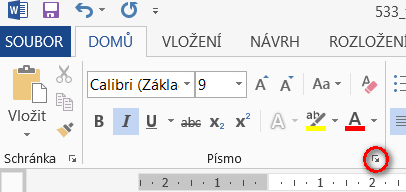 533_
SOUBOR DOMŮ VLOŽENÍ NÁVRH ROZLOŽENÍ
Calibri (Zákla 9 A A Aa
Vložit
B I U abc x₂ x² A ab A
Schránka Písmo
2 1 1 2